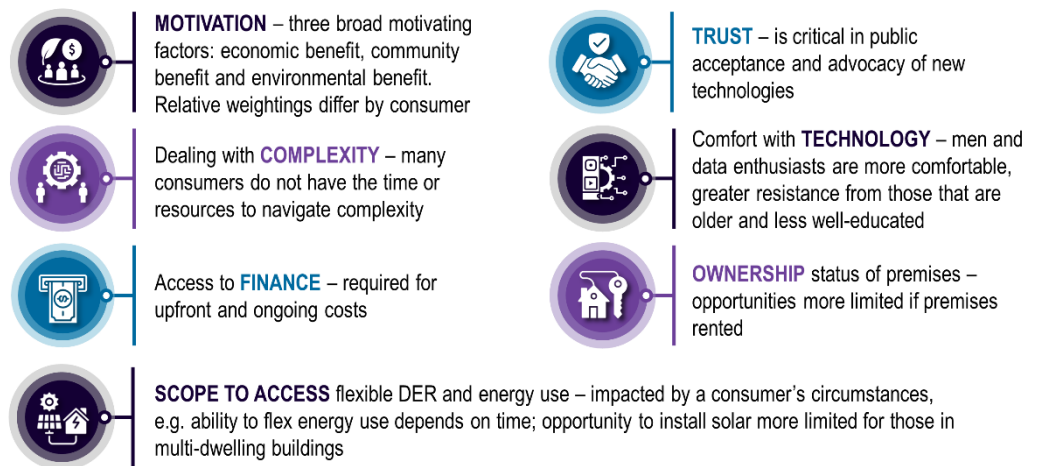 MOTIVATION – three broad motivating
factors: economic benefit, community
benefit and environmental benefit.
Relative weightings differ by consumer
TRUST – is critical in public
acceptance and advocacy of new
technologies
Dealing with COMPLEXITY – many
consumers do not have the time or
resources to navigate complexity
Comfort with TECHNOLOGY – men and
data enthusiasts are more comfortable,
greater resistance from those that are
older and less well-educated
Access to FINANCE – required for
upfront and ongoing costs
OWNERSHIP status of premises –
opportunities more limited if premises
rented
SCOPE TO ACCESS flexible DER and energy use – impacted by a consumer’s circumstances,
e.g. ability to flex energy use depends on time; opportunity to install solar more limited for those in
multi-dwelling buildings